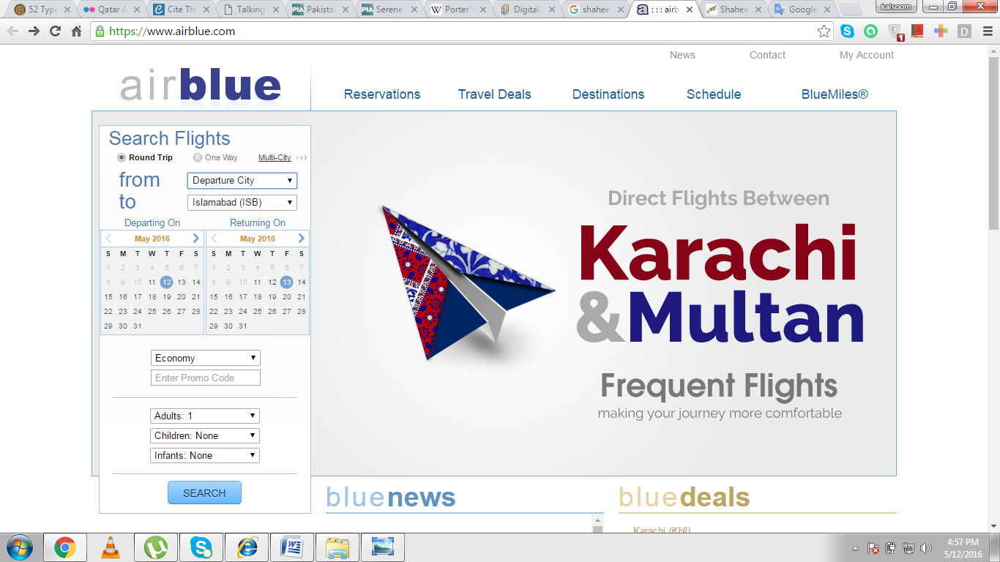 52 Type
Qatar A
Cite Thi
Talking
PIA Pakistan
PIA Serene
W Porter's
Digital
shahee
a :::airb
Shahee
Google
kalsoom
https://www.airblue.com
1
D
News Contact My Account
airblue
Reservations Travel Deals Destinations Schedule BlueMiles®
Search Flights
Round Trip One Way Multi-City >>>
from Departure City
to Islamabad (ISB)
Departing On Returning On
May 2016 May 2016
S M T W T F S S M T W T F S
1 2 3 4 5 6 7 1 2 3 4 5 6 7
8 9 10 11 12 13 14 8 9 10 11 12 13 14
15 16 17 18 19 20 21 15 16 17 18 19 20 21
22 23 24 25 26 27 28 22 23 24 25 26 27 28
29 30 31 29 30 31
Economy
Enter Promo Code
Adults: 1
Children: None
Infants: None
SEARCH
Direct Flights Between
Karachi
&Multan
Frequent Flights
making your journey more comfortable
bluenews bluedeals
Karachi (KHI)
4:57 PM
5/12/2016